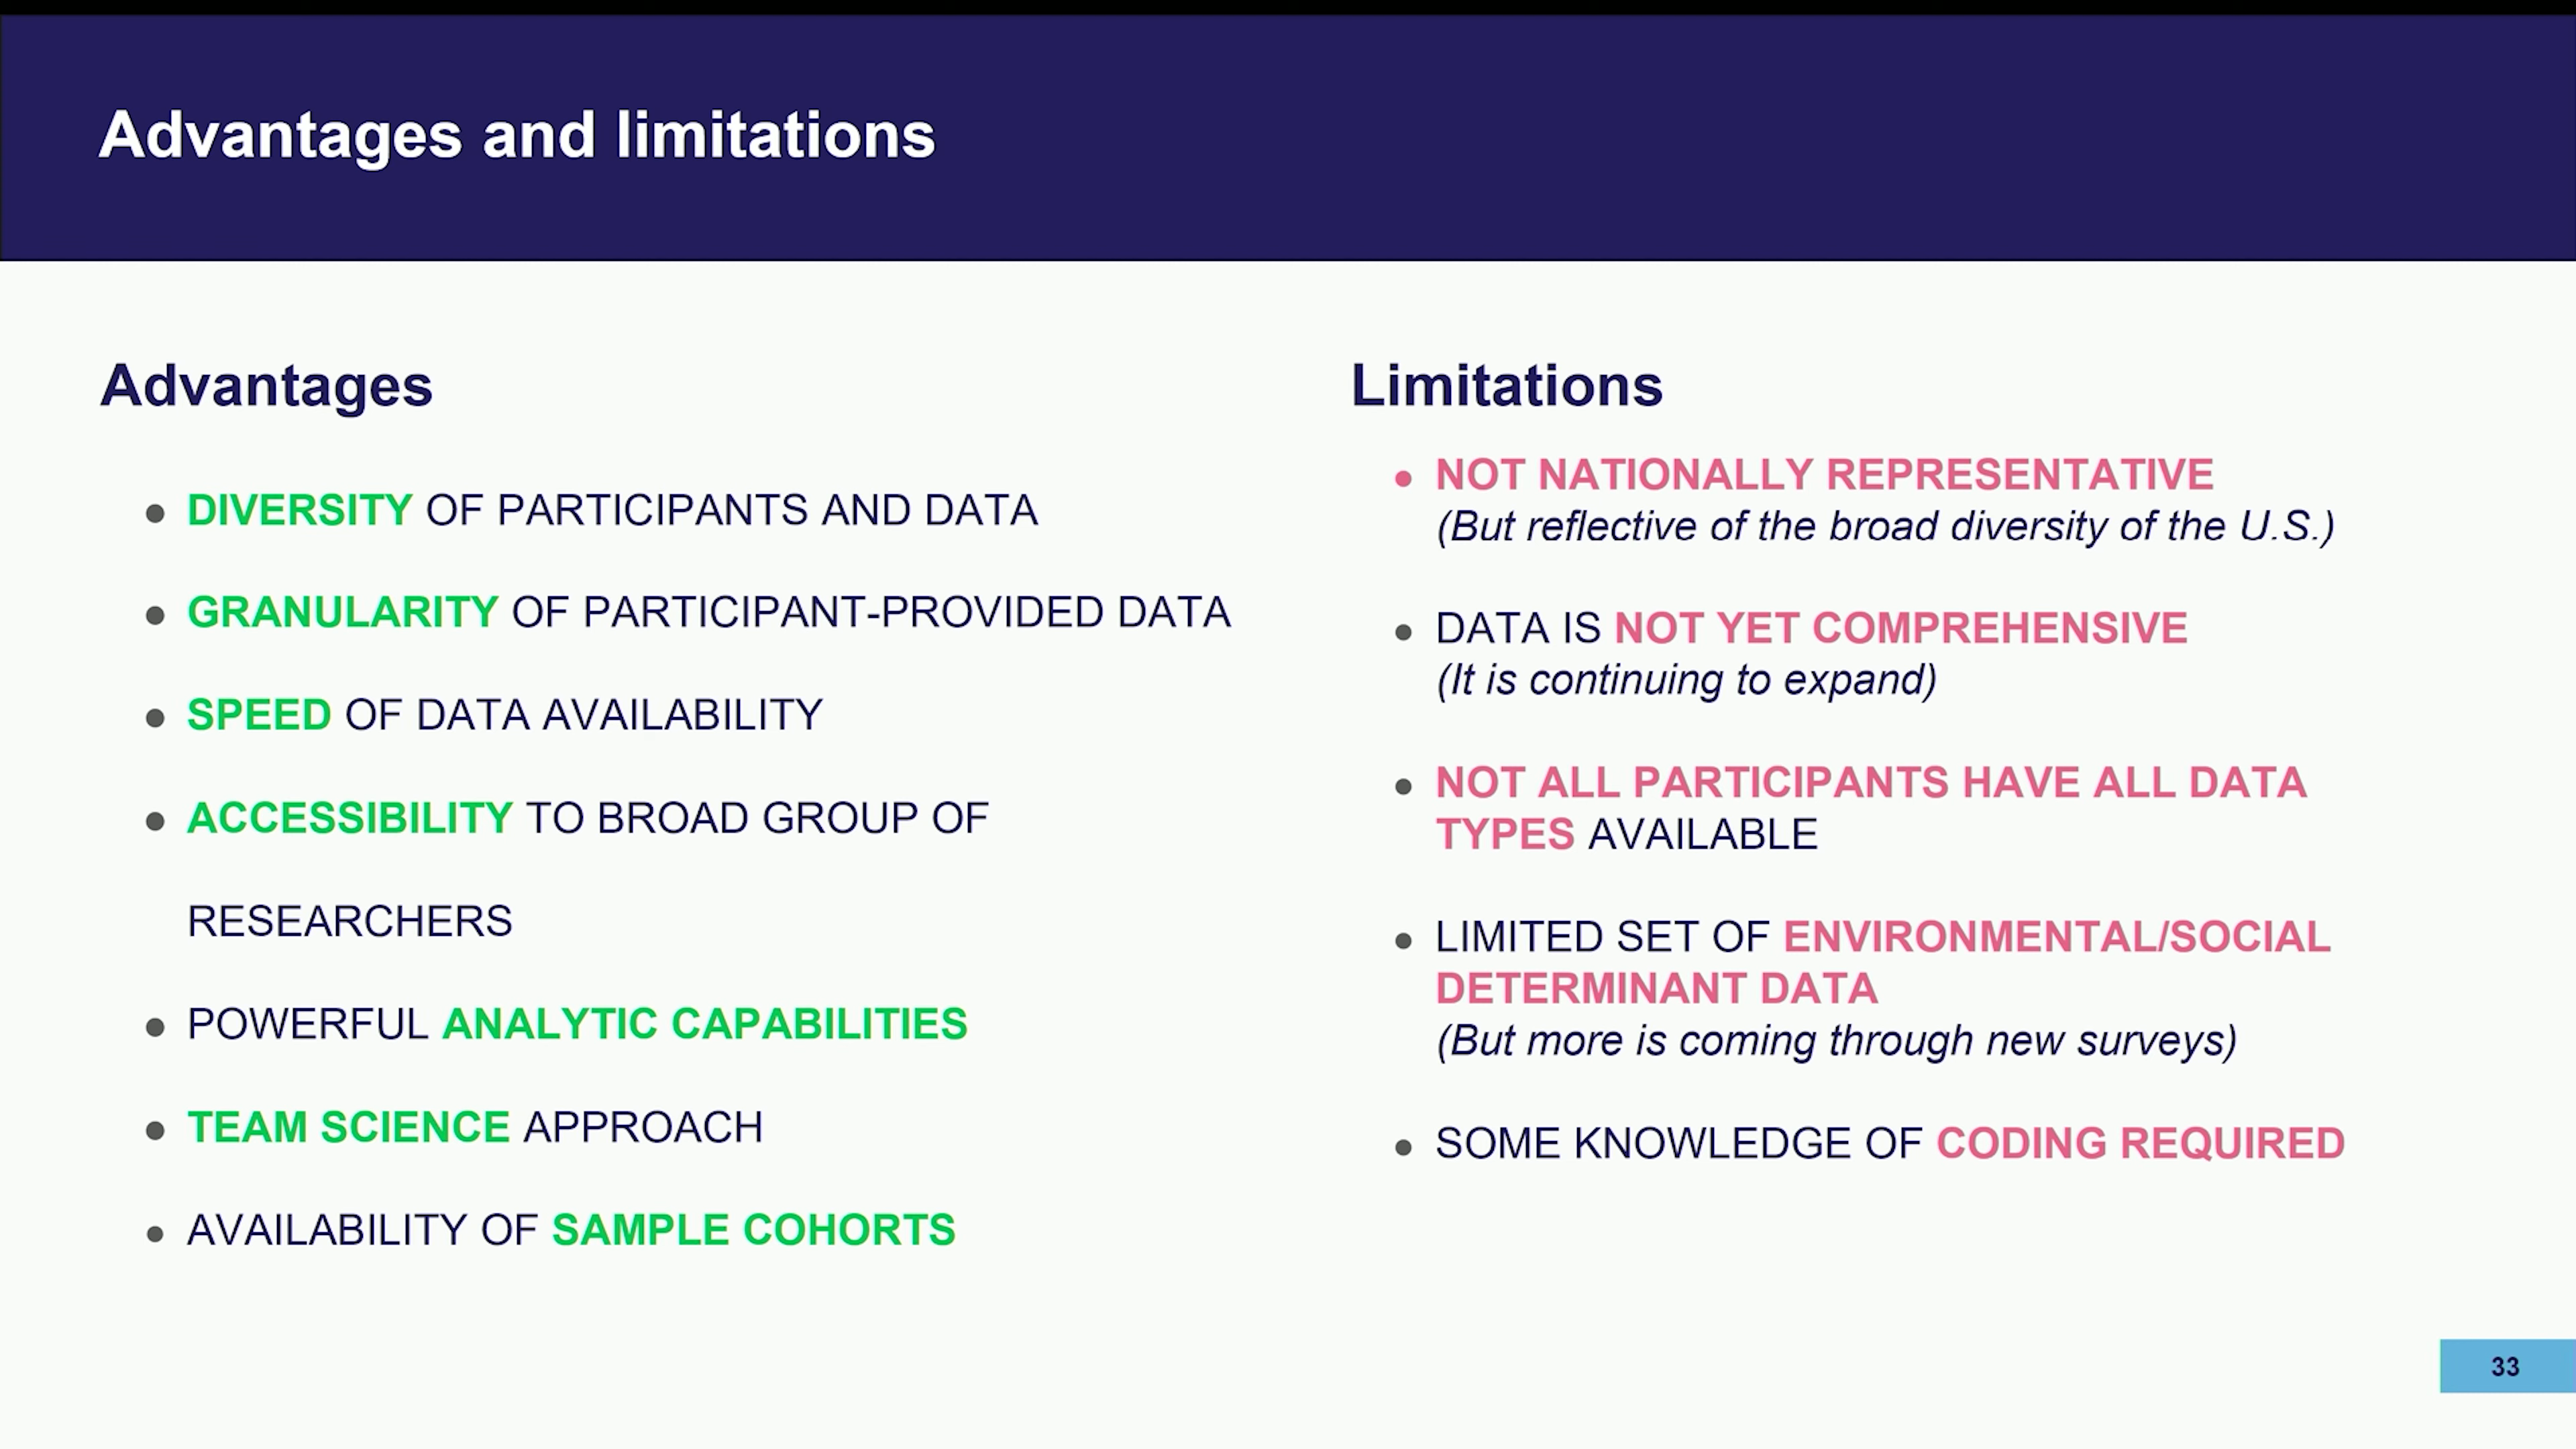 Advantages and limitations
Advantages
• DIVERSITY OF PARTICIPANTS AND DATA
• GRANULARITY OF PARTICIPANT-PROVIDED DATA
• SPEED OF DATA AVAILABILITY
• ACCESSIBILITY TO BROAD GROUP OF
RESEARCHERS
• POWERFUL ANALYTIC CAPABILITIES
• TEAM SCIENCE APPROACH
• AVAILABILITY OF SAMPLE COHORTS
Limitations
• NOT NATIONALLY REPRESENTATIVE
(But reflective of the broad diversity of the U.S.)
• DATA IS NOT YET COMPREHENSIVE
(It is continuing to expand)
• NOT ALL PARTICIPANTS HAVE ALL DATA
TYPES AVAILABLE
• LIMITED SET OF ENVIRONMENTAL/SOCIAL
DETERMINANT DATA
(But more is coming through new surveys)
• SOME KNOWLEDGE OF CODING REQUIRED
33